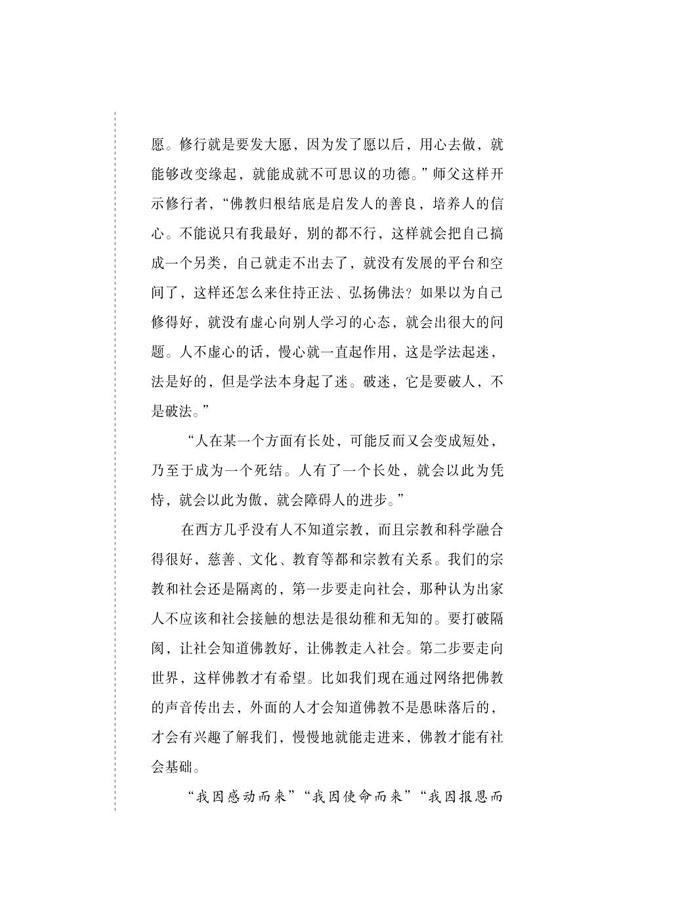 愿。修行就是要发大愿，因为发了愿以后，用心去做，就
能够改变缘起，就能成就不可思议的功德。”师父这样开
示修行者，“佛教归根结底是启发人的善良，培养人的信
心。不能说只有我最好，别的都不行，这样就会把自己搞
成一个另类，自己就走不出去了，就没有发展的平台和空
间了，这样还怎么来住持正法、弘扬佛法？如果以为自己
修得好，就没有虚心向别人学习的心态，就会出很大的问
题。人不虚心的话，慢心就一直起作用，这是学法起迷，
法是好的，但是学法本身起了迷。破迷，它是要破人，不
是破法。”
“人在某一个方面有长处，可能反而又会变成短处，
乃至于成为一个死结。人有了一个长处，就会以此为凭
恃，就会以此为傲，就会障碍人的进步。”
在西方几乎没有人不知道宗教，而且宗教和科学融合
得很好，慈善、文化、教育等都和宗教有关系。我们的宗
教和社会还是隔离的，第一步要走向社会，那种认为出家
人不应该和社会接触的想法是很幼稚和无知的。要打破隔
阂，让社会知道佛教好，让佛教走入社会。第二步要走向
世界，这样佛教才有希望。比如我们现在通过网络把佛教
的声音传出去，外面的人才会知道佛教不是愚昧落后的，
才会有兴趣了解我们，慢慢地就能走进来，佛教才能有社
会基础。
“我因感动而来”“我因使命而来”“我因报恩而